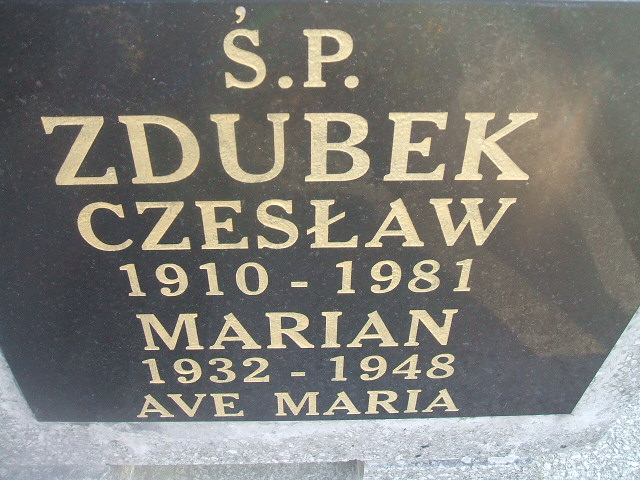 Ś.P.
ZDUBEK
CZESŁAW
1910 - 1981
MARIAN
1932 - 1948
AVE MARIA